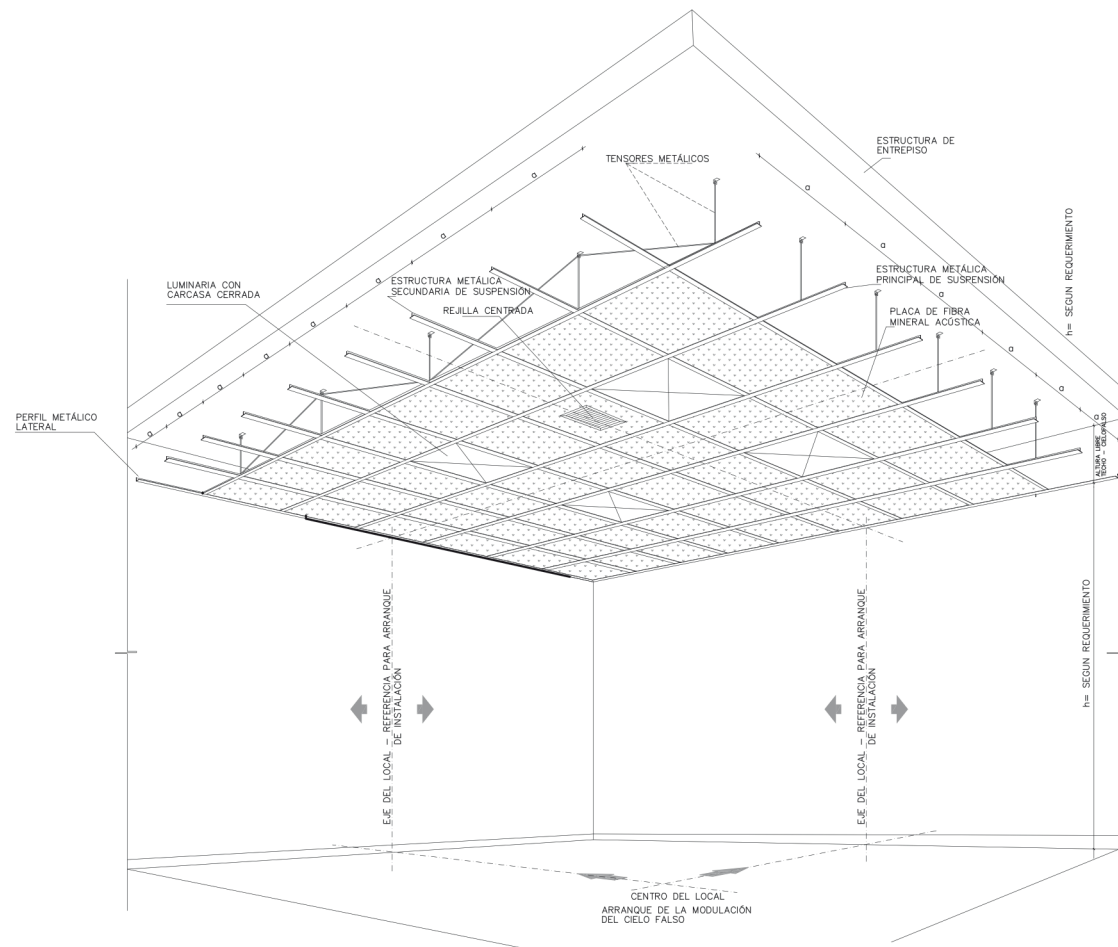 ESTRUCTURA DE
ENTREPISO
TENSORES METÁLICOS
a
a
a
a
a
a
a
a
a
a
a
a
h= SEGUN REQUERIMIENTO
LUMINARIA CON
CARCASA CERRADA
ESTRUCTURA METÁLICA
SECUNDARIA DE SUSPENSIÓN
REJILLA CENTRADA
ESTRUCTURA METÁLICA
PRINCIPAL DE SUSPENSIÓN
PLACA DE FIBRA
MINERAL ACÚSTICA
PERFIL METÁLICO
LATERAL
ALTURA LIBRE
TECHO - CIELOFALSO
EJE DEL LOCAL - REFERENCIA PARA ARRANQUE
DE INSTALACIÓN
EJE DEL LOCAL - REFERENCIA PARA ARRANQUE
DE INSTALACIÓN
h= SEGUN REQUERIMIENTO
CENTRO DEL LOCAL
ARRANQUE DE LA MODULACIÓN
DEL CIELO FALSO